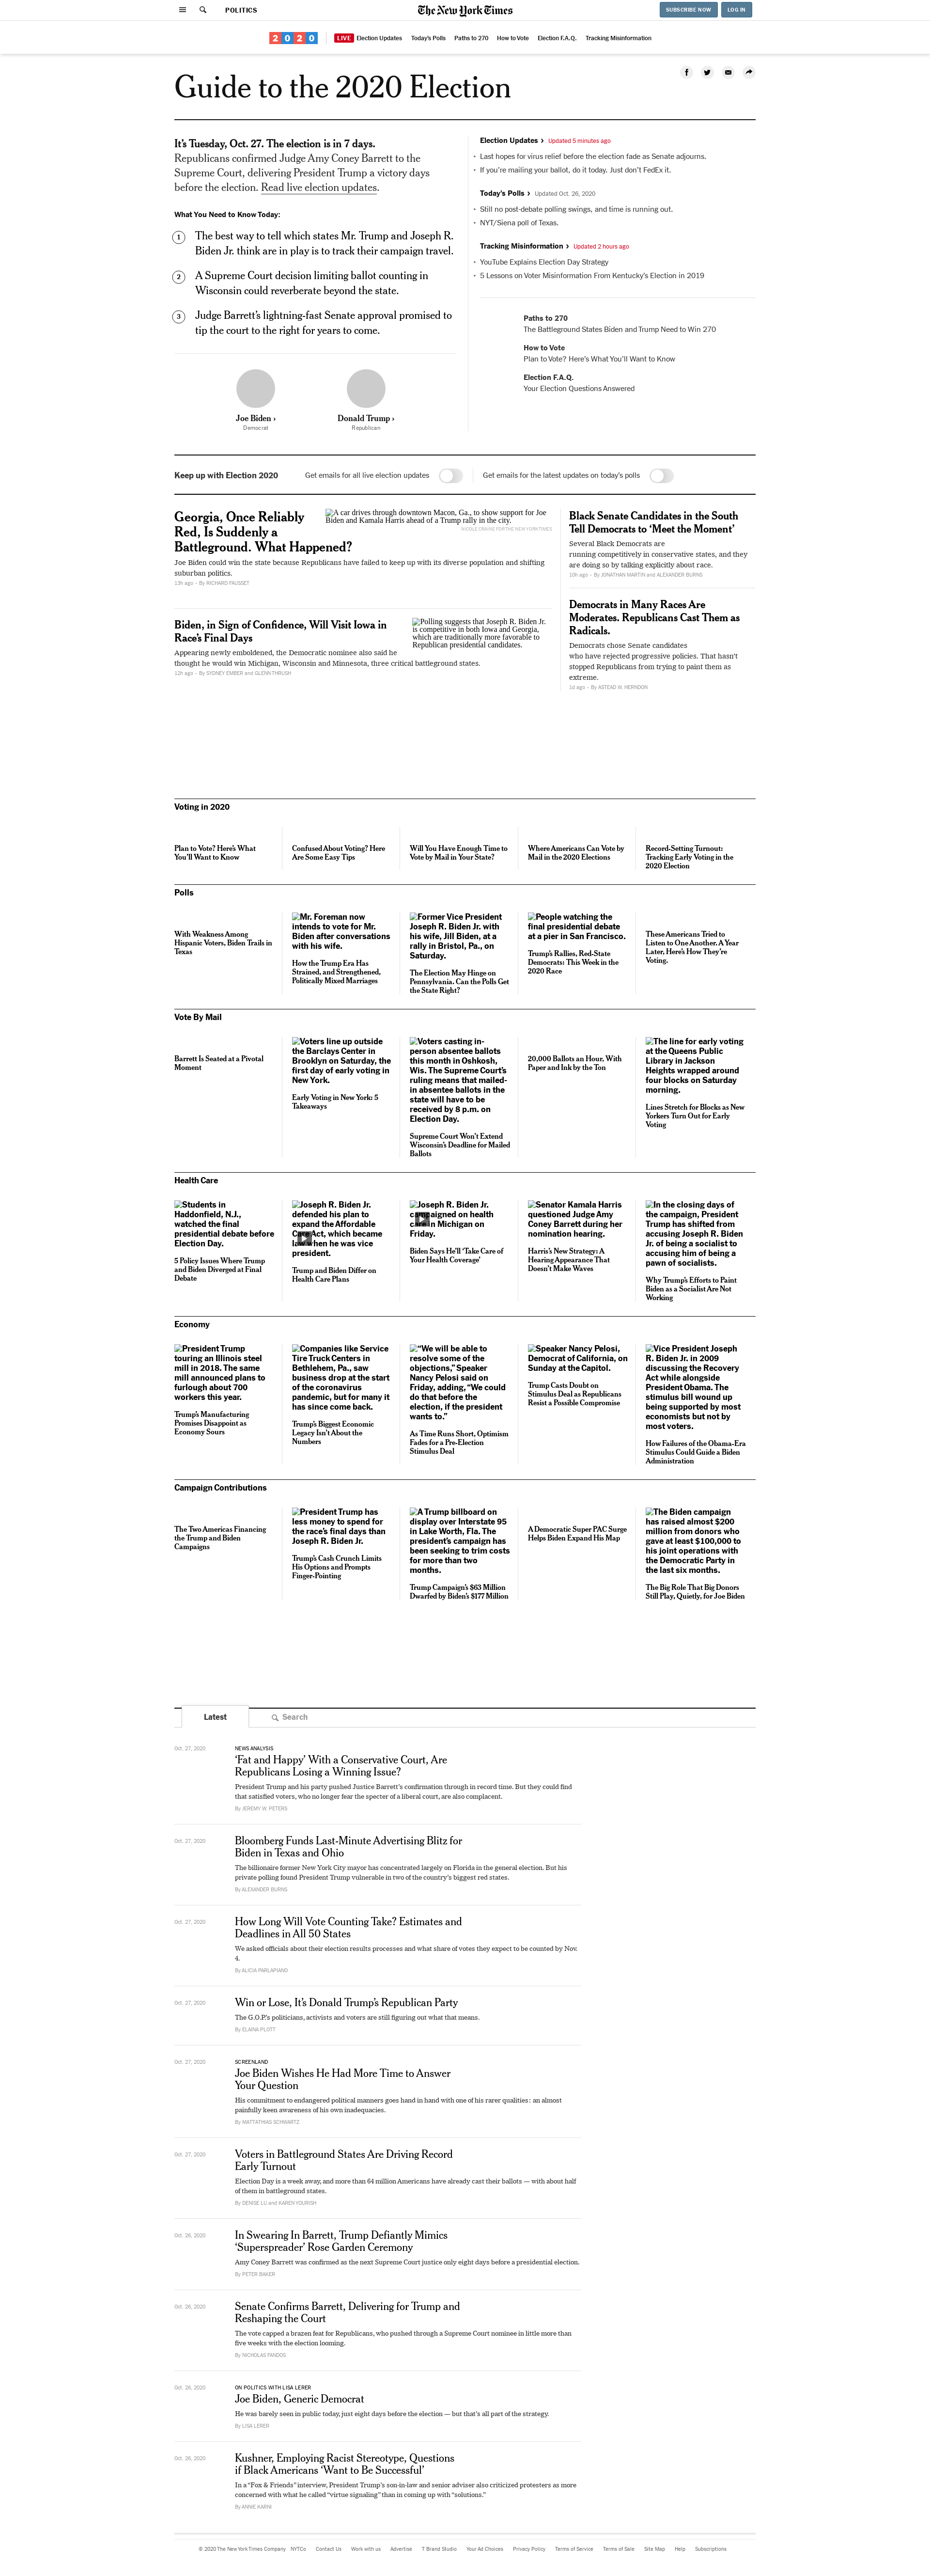 POLITICS
The New York Times
SUBSCRIBE NOW
LOG IN
2020
LIVE Election Updates
Today's Polls
Paths to 270
How to Vote
Election F.A.Q.
Tracking Misinformation
Guide to the 2020 Election
It's Tuesday, Oct. 27. The election is in 7 days.
Republicans confirmed Judge Amy Coney Barrett to the
Supreme Court, delivering President Trump a victory days
before the election. Read live election updates.
What You Need to Know Today:
1 The best way to tell which states Mr. Trump and Joseph R.
Biden Jr. think are in play is to track their campaign travel.
2 A Supreme Court decision limiting ballot counting in
Wisconsin could reverberate beyond the state.
3 Judge Barrett's lightning-fast Senate approval promised to
tip the court to the right for years to come.
Joe Biden ›
Democrat
Donald Trump ›
Republican
Election Updates › Updated 5 minutes ago
• Last hopes for virus relief before the election fade as Senate adjourns.
• If you're mailing your ballot, do it today. Just don't FedEx it.
Today's Polls › Updated Oct. 26, 2020
• Still no post-debate polling swings, and time is running out.
• NYT/Siena poll of Texas.
Tracking Misinformation › Updated 2 hours ago
• YouTube Explains Election Day Strategy
• 5 Lessons on Voter Misinformation From Kentucky's Election in 2019
Paths to 270
The Battleground States Biden and Trump Need to Win 270
How to Vote
Plan to Vote? Here's What You'll Want to Know
Election F.A.Q.
Your Election Questions Answered
Keep up with Election 2020
Get emails for all live election updates
Get emails for the latest updates on today's polls
Georgia, Once Reliably
Red, Is Suddenly a
Battleground. What Happened?
A car drives through downtown Macon, Ga., to show support for Joe
Biden and Kamala Harris ahead of a Trump rally in the city.
NICOLE CRAINE FOR THE NEW YORK TIMES
Joe Biden could win the state because Republicans have failed to keep up with its diverse population and shifting
suburban politics.
13h ago – By RICHARD FAUSSET
Biden, in Sign of Confidence, Will Visit Iowa in
Race's Final Days
Polling suggests that Joseph R. Biden Jr.
is competitive in both Iowa and Georgia,
which are traditionally more favorable to
Republican presidential candidates.
Appearing newly emboldened, the Democratic nominee also said he
thought he would win Michigan, Wisconsin and Minnesota, three critical battleground states.
12h ago – By SYDNEY EMBER and GLENN THRUSH
Black Senate Candidates in the South
Tell Democrats to 'Meet the Moment'
Several Black Democrats are
running competitively in conservative states, and they
are doing so by talking explicitly about race.
10h ago – By JONATHAN MARTIN and ALEXANDER BURNS
Democrats in Many Races Are
Moderates. Republicans Cast Them as
Radicals.
Democrats chose Senate candidates
who have rejected progressive policies. That hasn't
stopped Republicans from trying to paint them as
extreme.
1d ago – By ASTEAD W. HERNDON
Voting in 2020
Plan to Vote? Here's What
You'll Want to Know
Confused About Voting? Here
Are Some Easy Tips
Will You Have Enough Time to
Vote by Mail in Your State?
Where Americans Can Vote by
Mail in the 2020 Elections
Record-Setting Turnout:
Tracking Early Voting in the
2020 Election
Polls
With Weakness Among
Hispanic Voters, Biden Trails in
Texas
Mr. Foreman now
intends to vote for Mr.
Biden after conversations
with his wife.
How the Trump Era Has
Strained, and Strengthened,
Politically Mixed Marriages
Former Vice President
Joseph R. Biden Jr. with
his wife, Jill Biden, at a
rally in Bristol, Pa., on
Saturday.
The Election May Hinge on
Pennsylvania. Can the Polls Get
the State Right?
People watching the
final presidential debate
at a pier in San Francisco.
Trump's Rallies, Red-State
Democrats: This Week in the
2020 Race
These Americans Tried to
Listen to One Another. A Year
Later, Here's How They're
Voting.
Vote By Mail
Barrett Is Seated at a Pivotal
Moment
Voters line up outside
the Barclays Center in
Brooklyn on Saturday, the
first day of early voting in
New York.
Early Voting in New York: 5
Takeaways
Voters casting in-
person absentee ballots
this month in Oshkosh,
Wis. The Supreme Court's
ruling means that mailed-
in absentee ballots in the
state will have to be
received by 8 p.m. on
Election Day.
Supreme Court Won't Extend
Wisconsin's Deadline for Mailed
Ballots
20,000 Ballots an Hour, With
Paper and Ink by the Ton
The line for early voting
at the Queens Public
Library in Jackson
Heights wrapped around
four blocks on Saturday
morning.
Lines Stretch for Blocks as New
Yorkers Turn Out for Early
Voting
Health Care
Students in
Haddonfield, N.J.,
watched the final
presidential debate before
Election Day.
5 Policy Issues Where Trump
and Biden Diverged at Final
Debate
Joseph R. Biden Jr.
defended his plan to
expand the Affordable
Act, which became
when he was vice
president.
Trump and Biden Differ on
Health Care Plans
Joseph R. Biden Jr.
on health
in Michigan on
Friday.
Biden Says He'll 'Take Care of
Your Health Coverage'
Senator Kamala Harris
questioned Judge Amy
Coney Barrett during her
nomination hearing.
Harris's New Strategy: A
Hearing Appearance That
Doesn't Make Waves
In the closing days of
the campaign, President
Trump has shifted from
accusing Joseph R. Biden
Jr. of being a socialist to
accusing him of being a
pawn of socialists.
Why Trump's Efforts to Paint
Biden as a Socialist Are Not
Working
Economy
President Trump
touring an Illinois steel
mill in 2018. The same
mill announced plans to
furlough about 700
workers this year.
Trump's Manufacturing
Promises Disappoint as
Economy Sours
Companies like Service
Tire Truck Centers in
Bethlehem, Pa., saw
business drop at the start
of the coronavirus
pandemic, but for many it
has since come back.
Trump's Biggest Economic
Legacy Isn't About the
Numbers
"We will be able to
resolve some of the
objections," Speaker
Nancy Pelosi said on
Friday, adding, "We could
do that before the
election, if the president
wants to."
As Time Runs Short, Optimism
Fades for a Pre-Election
Stimulus Deal
Speaker Nancy Pelosi,
Democrat of California, on
Sunday at the Capitol.
Trump Casts Doubt on
Stimulus Deal as Republicans
Resist a Possible Compromise
Vice President Joseph
R. Biden Jr. in 2009
discussing the Recovery
Act while alongside
President Obama. The
stimulus bill wound up
being supported by most
economists but not by
most voters.
How Failures of the Obama-Era
Stimulus Could Guide a Biden
Administration
Campaign Contributions
The Two Americas Financing
the Trump and Biden
Campaigns
President Trump has
less money to spend for
the race's final days than
Joseph R. Biden Jr.
Trump's Cash Crunch Limits
His Options and Prompts
Finger-Pointing
A Trump billboard on
display over Interstate 95
in Lake Worth, Fla. The
president's campaign has
been seeking to trim costs
for more than two
months.
Trump Campaign's $63 Million
Dwarfed by Biden's $177 Million
A Democratic Super PAC Surge
Helps Biden Expand His Map
The Biden campaign
has raised almost $200
million from donors who
gave at least $100,000 to
his joint operations with
the Democratic Party in
the last six months.
The Big Role That Big Donors
Still Play, Quietly, for Joe Biden
Latest
Search
Oct. 27, 2020
NEWS ANALYSIS
'Fat and Happy' With a Conservative Court, Are
Republicans Losing a Winning Issue?
President Trump and his party pushed Justice Barrett's confirmation through in record time. But they could find
that satisfied voters, who no longer fear the specter of a liberal court, are also complacent.
By JEREMY W. PETERS
Oct. 27, 2020
Bloomberg Funds Last-Minute Advertising Blitz for
Biden in Texas and Ohio
The billionaire former New York City mayor has concentrated largely on Florida in the general election. But his
private polling found President Trump vulnerable in two of the country's biggest red states.
By ALEXANDER BURNS
Oct. 27, 2020
How Long Will Vote Counting Take? Estimates and
Deadlines in All 50 States
We asked officials about their election results processes and what share of votes they expect to be counted by Nov.
4.
By ALICIA PARLAPIANO
Oct. 27, 2020
Win or Lose, It's Donald Trump's Republican Party
The G.O.P.'s politicians, activists and voters are still figuring out what that means.
By ELAINA PLOTT
Oct. 27, 2020
SCREENLAND
Joe Biden Wishes He Had More Time to Answer
Your Question
His commitment to endangered political manners goes hand in hand with one of his rarer qualities: an almost
painfully keen awareness of his own inadequacies.
By MATTATHIAS SCHWARTZ
Oct. 27, 2020
Voters in Battleground States Are Driving Record
Early Turnout
Election Day is a week away, and more than 64 million Americans have already cast their ballots — with about half
of them in battleground states.
By DENISE LU and KAREN YOURISH
Oct. 26, 2020
In Swearing In Barrett, Trump Defiantly Mimics
'Superspreader' Rose Garden Ceremony
Amy Coney Barrett was confirmed as the next Supreme Court justice only eight days before a presidential election.
By PETER BAKER
Oct. 26, 2020
Senate Confirms Barrett, Delivering for Trump and
Reshaping the Court
The vote capped a brazen feat for Republicans, who pushed through a Supreme Court nominee in little more than
five weeks with the election looming.
By NICHOLAS FANDOS
Oct. 26, 2020
ON POLITICS WITH LISA LERER
Joe Biden, Generic Democrat
He was barely seen in public today, just eight days before the election — but that's all part of the strategy.
By LISA LERER
Oct. 26, 2020
Kushner, Employing Racist Stereotype, Questions
if Black Americans 'Want to Be Successful'
In a "Fox & Friends" interview, President Trump's son-in-law and senior adviser also criticized protesters as more
concerned with what he called "virtue signaling" than in coming up with "solutions."
By ANNIE KARNI
© 2020 The New York Times Company
NYTCo
Contact Us
Work with us
Advertise
T Brand Studio
Your Ad Choices
Privacy Policy
Terms of Service
Terms of Sale
Site Map
Help
Subscriptions